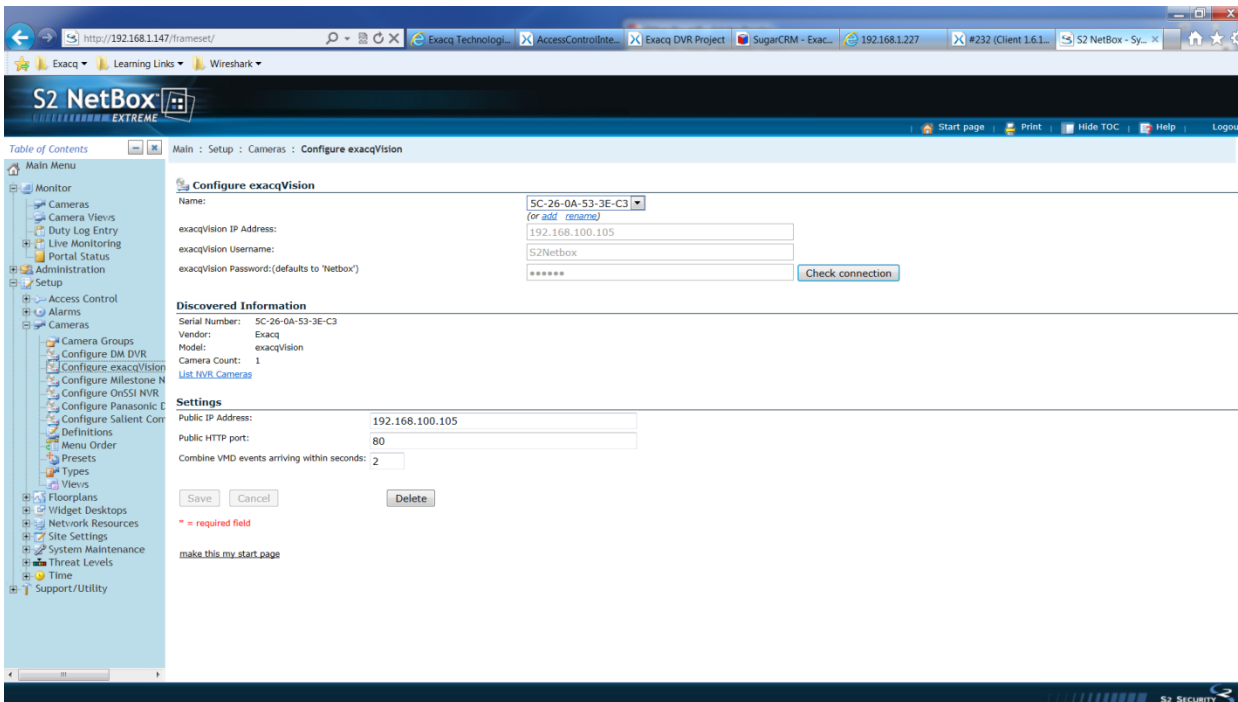 http://192.168.1.147/frameset/
Exacq Technologi...
AccessControlInte...
Exacq DVR Project
SugarCRM - Exac...
192.168.1.227
#232 (Client 1.6.1...
S2 NetBox - Sy...
Exacq
Learning Links
Wireshark
S2 NetBox
EXTREME
Start page
Print
Hide TOC
Help
Logou
Table of Contents
Main : Setup : Cameras : Configure exacqVision
Main Menu
Monitor
Cameras
Camera Views
Duty Log Entry
Live Monitoring
Portal Status
Administration
Setup
Access Control
Alarms
Cameras
Camera Groups
Configure DM DVR
Configure exacqVision
Configure Milestone N
Configure OnSSI NVR
Configure Panasonic D
Configure Salient Com
Definitions
Menu Order
Presets
Types
Views
Floorplans
Widget Desktops
Network Resources
Site Settings
System Maintenance
Threat Levels
Time
Support/Utility
Configure exacqVision
Name: 5C-26-0A-53-3E-C3
(or add rename)
exacqVision IP Address: 192.168.100.105
exacqVision Username: S2Netbox
exacqVision Password:(defaults to 'Netbox') ●●●●●● Check connection
Discovered Information
Serial Number: 5C-26-0A-53-3E-C3
Vendor: Exacq
Model: exacqVision
Camera Count: 1
List NVR Cameras
Settings
Public IP Address: 192.168.100.105
Public HTTP port: 80
Combine VMD events arriving within seconds: 2
Save Cancel Delete
* = required field
make this my start page
S2 SECURITY